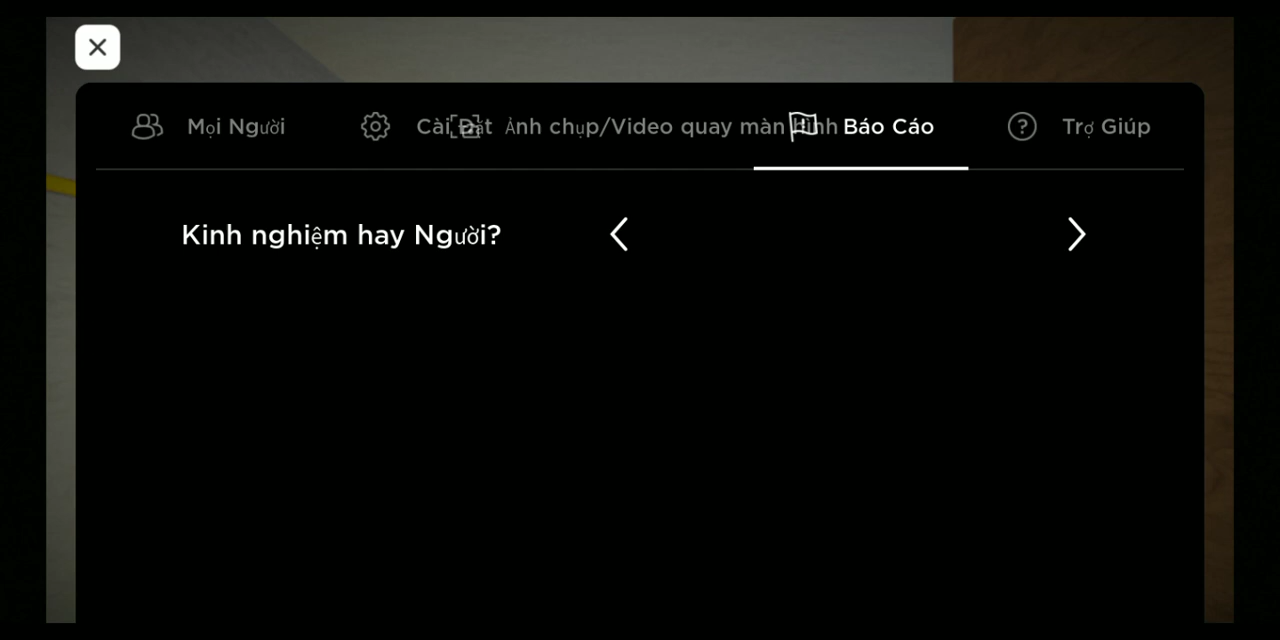 Mọi Người Cài Đặt Ảnh chụp/Video quay màn hình Báo Cáo Trợ Giúp
Kinh nghiệm hay Người?